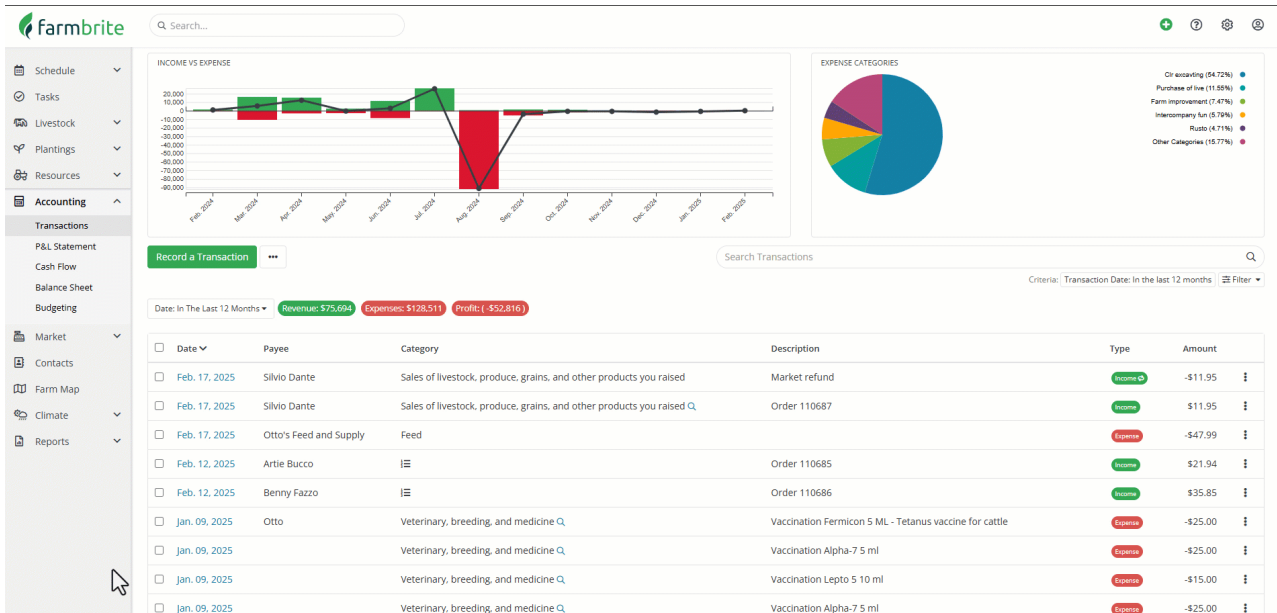 farmbrite
Search...
Schedule
Tasks
Livestock
Plantings
Resources
Accounting
Transactions
P&L Statement
Cash Flow
Balance Sheet
Budgeting
Market
Contacts
Farm Map
Climate
Reports
INCOME VS EXPENSE
20,000
10,000
0
-10,000
-20,000
-30,000
-40,000
-50,000
-60,000
-70,000
-80,000
-90,000
Feb. 2024
Mar. 2024
Apr. 2024
May. 2024
Jun. 2024
Jul. 2024
Aug. 2024
Sep. 2024
Oct. 2024
Nov. 2024
Dec. 2024
Jan. 2025
Feb. 2025
EXPENSE CATEGORIES
Clr excavting (54.72%)
Purchase of live (11.55%)
Farm improvement (7.47%)
Intercompany fun (5.79%)
Rusto (4.71%)
Other Categories (15.77%)
Record a Transaction
Search Transactions
Criteria: Transaction Date: In the last 12 months Filter
Date: In The Last 12 Months Revenue: $75,694 Expenses: $128,511 Profit: ( -$52,816 )
Date Payee Category Description Type Amount
Feb. 17, 2025 Silvio Dante Sales of livestock, produce, grains, and other products you raised Market refund Income -$11.95
Feb. 17, 2025 Silvio Dante Sales of livestock, produce, grains, and other products you raised Order 110687 Income $11.95
Feb. 17, 2025 Otto's Feed and Supply Feed Expense -$47.99
Feb. 12, 2025 Artie Bucco Order 110685 Income $21.94
Feb. 12, 2025 Benny Fazzo Order 110686 Income $35.85
Jan. 09, 2025 Otto Veterinary, breeding, and medicine Vaccination Fermicon 5 ML - Tetanus vaccine for cattle Expense -$25.00
Jan. 09, 2025 Veterinary, breeding, and medicine Vaccination Alpha-7 5 ml Expense -$25.00
Jan. 09, 2025 Veterinary, breeding, and medicine Vaccination Lepto 5 10 ml Expense -$15.00
Jan. 09, 2025 Veterinary, breeding, and medicine Vaccination Alpha-7 5 ml Expense -$25.00